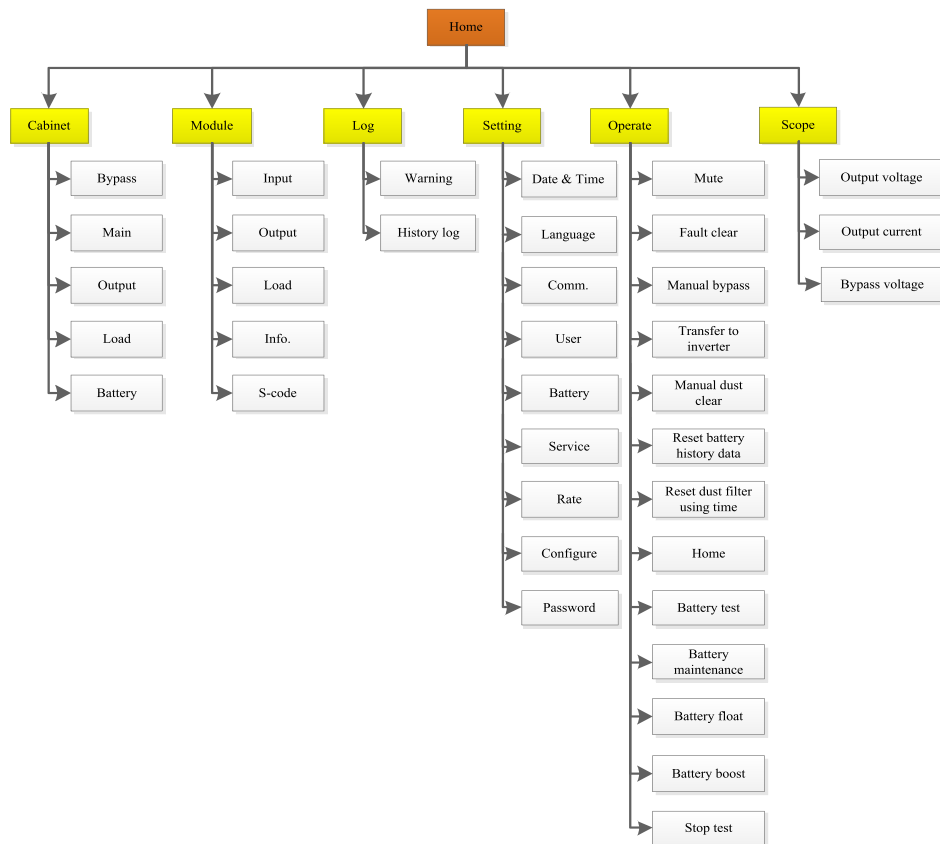 Home
Cabinet
Bypass
Main
Output
Load
Battery
Module
Input
Output
Load
Info.
S-code
Log
Warning
History log
Setting
Date & Time
Language
Comm.
User
Battery
Service
Rate
Configure
Password
Operate
Mute
Fault clear
Manual bypass
Transfer to
inverter
Manual dust
clear
Reset battery
history data
Reset dust filter
using time
Home
Battery test
Battery
maintenance
Battery float
Battery boost
Stop test
Scope
Output voltage
Output current
Bypass voltage